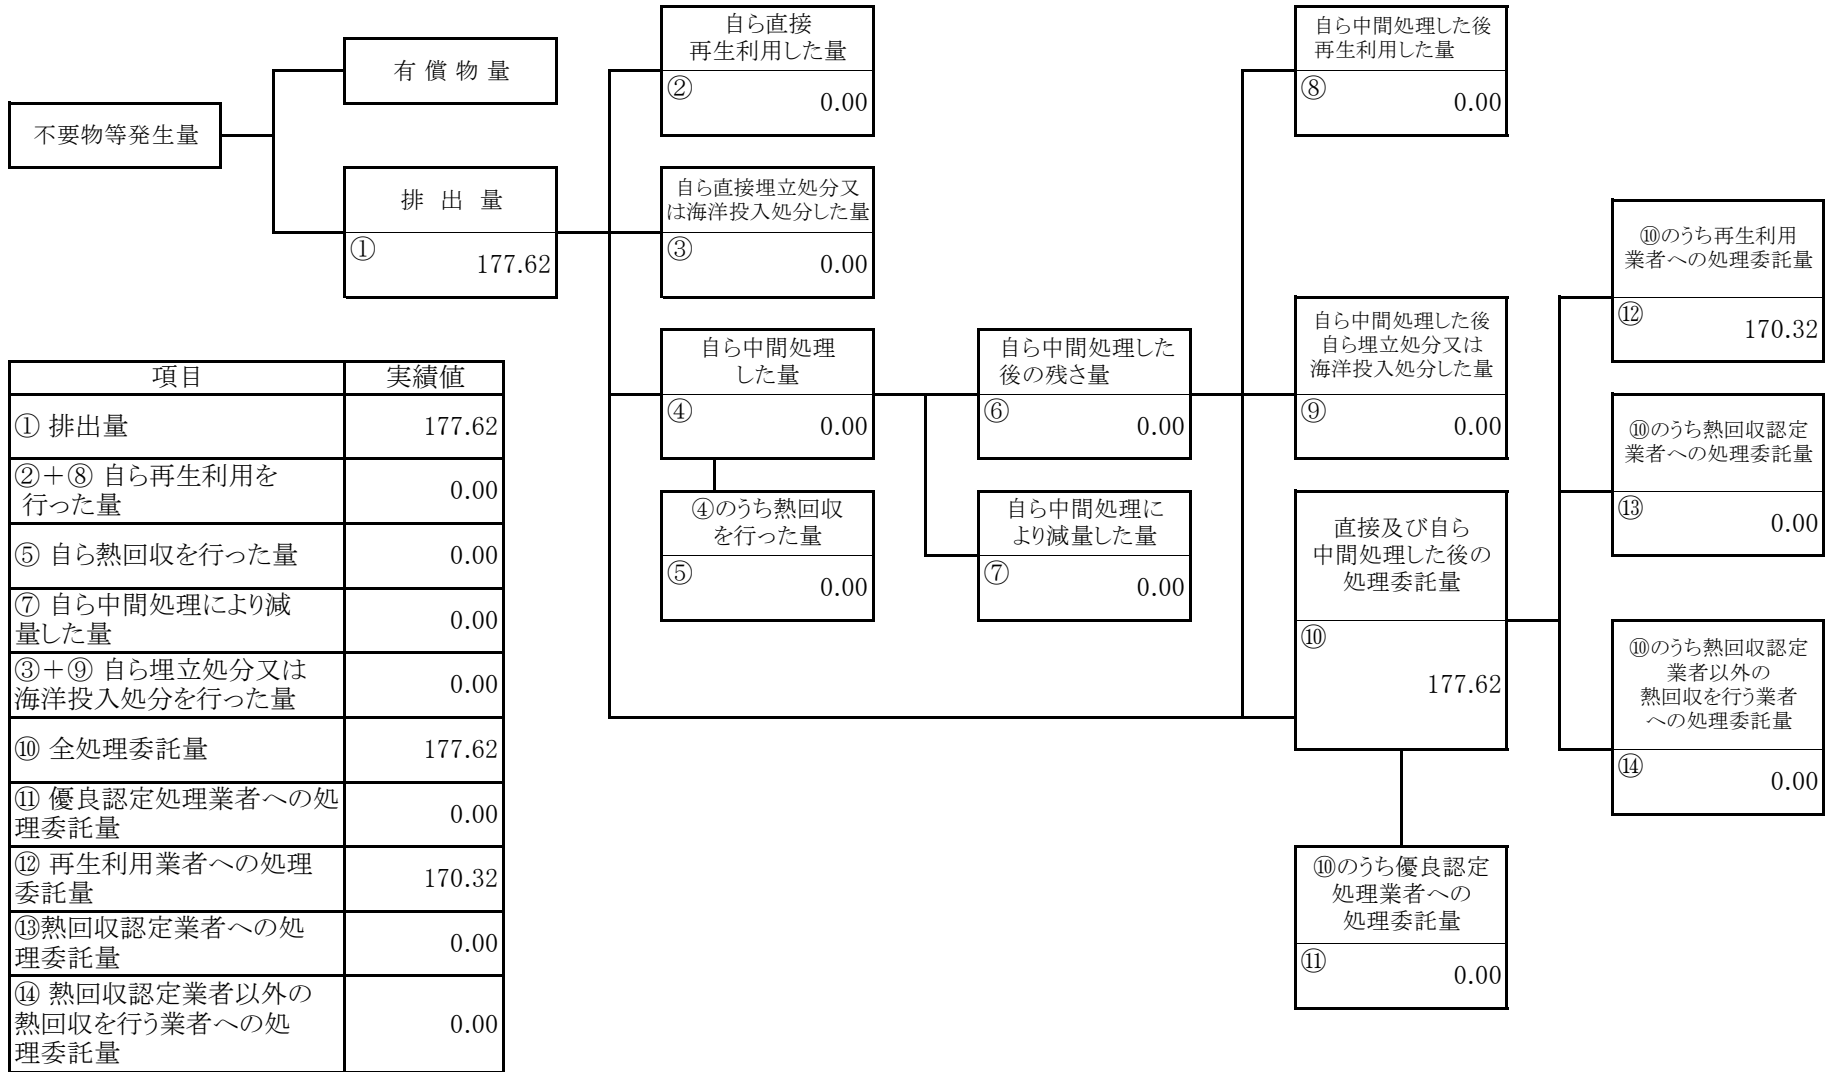 不要物等発生量
有 償 物 量
排 出 量
①
177.62
自ら直接
再生利用した量
②
0.00
自ら直接埋立処分又
は海洋投入処分した量
③
0.00
自ら中間処理
した量
④
0.00
④のうち熱回収
を行った量
⑤
0.00
自ら中間処理した
後の残さ量
⑥
0.00
自ら中間処理に
より減量した量
⑦
0.00
自ら中間処理した後
再生利用した量
⑧
0.00
自ら中間処理した後
自ら埋立処分又は
海洋投入処分した量
⑨
0.00
直接及び自ら
中間処理した後の
処理委託量
⑩
177.62
⑩のうち優良認定
処理業者への
処理委託量
⑪
0.00
⑩のうち再生利用
業者への処理委託量
⑫
170.32
⑩のうち熱回収認定
業者への処理委託量
⑬
0.00
⑩のうち熱回収認定
業者以外の
熱回収を行う業者
への処理委託量
⑭
0.00
項目 実績値
① 排出量 177.62
②＋⑧ 自ら再生利用を
行った量 0.00
⑤ 自ら熱回収を行った量 0.00
⑦ 自ら中間処理により減
量した量 0.00
③＋⑨ 自ら埋立処分又は
海洋投入処分を行った量 0.00
⑩ 全処理委託量 177.62
⑪ 優良認定処理業者への処
理委託量 0.00
⑫ 再生利用業者への処理
委託量 170.32
⑬熱回収認定業者への処
理委託量 0.00
⑭ 熱回収認定業者以外の
熱回収を行う業者への処
理委託量 0.00